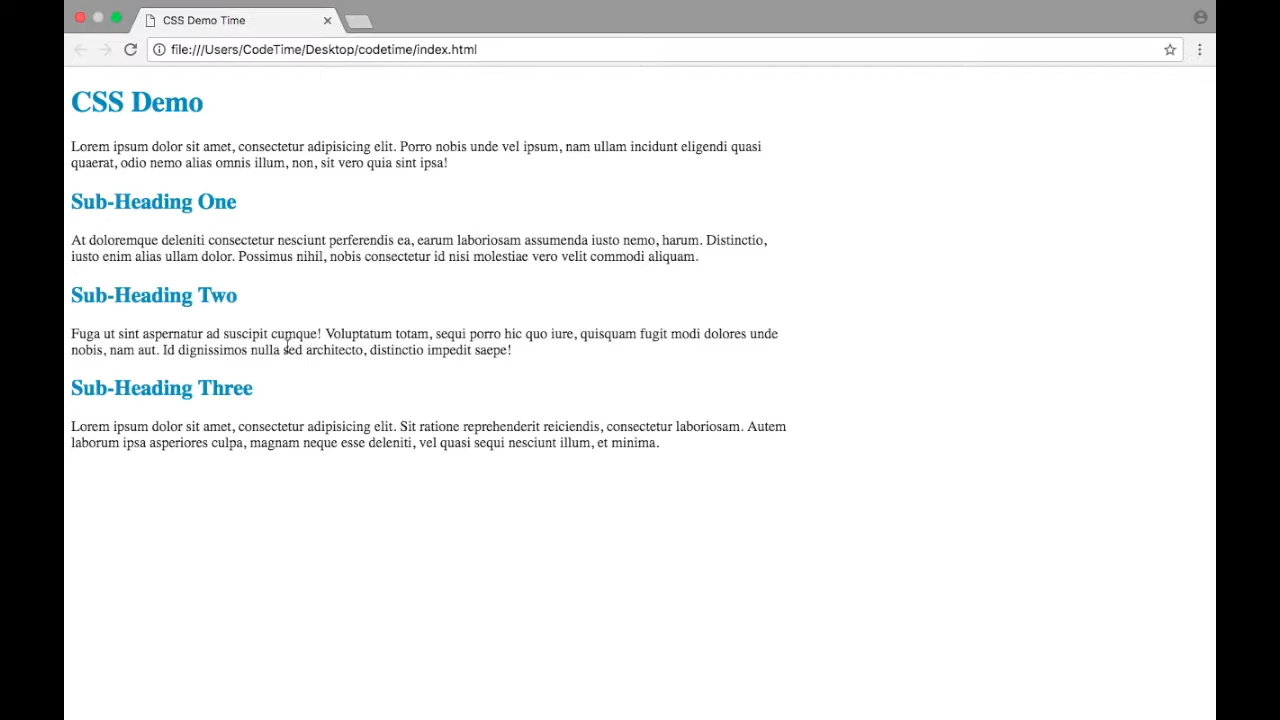 CSS Demo Time
file:///Users/CodeTime/Desktop/codetime/index.html
CSS Demo
Lorem ipsum dolor sit amet, consectetur adipisicing elit. Porro nobis unde vel ipsum, nam ullam incidunt eligendi quasi
quaerat, odio nemo alias omnis illum, non, sit vero quia sint ipsa!
Sub-Heading One
At doloremque deleniti consectetur nesciunt perferendis ea, earum laboriosam assumenda iusto nemo, harum. Distinctio,
iusto enim alias ullam dolor. Possimus nihil, nobis consectetur id nisi molestiae vero velit commodi aliquam.
Sub-Heading Two
Fuga ut sint aspernatur ad suscipit cumque! Voluptatum totam, sequi porro hic quo iure, quisquam fugit modi dolores unde
nobis, nam aut. Id dignissimos nulla sed architecto, distinctio impedit saepe!
Sub-Heading Three
Lorem ipsum dolor sit amet, consectetur adipisicing elit. Sit ratione reprehenderit reiciendis, consectetur laboriosam. Autem
laborum ipsa asperiores culpa, magnam neque esse deleniti, vel quasi sequi nesciunt illum, et minima.